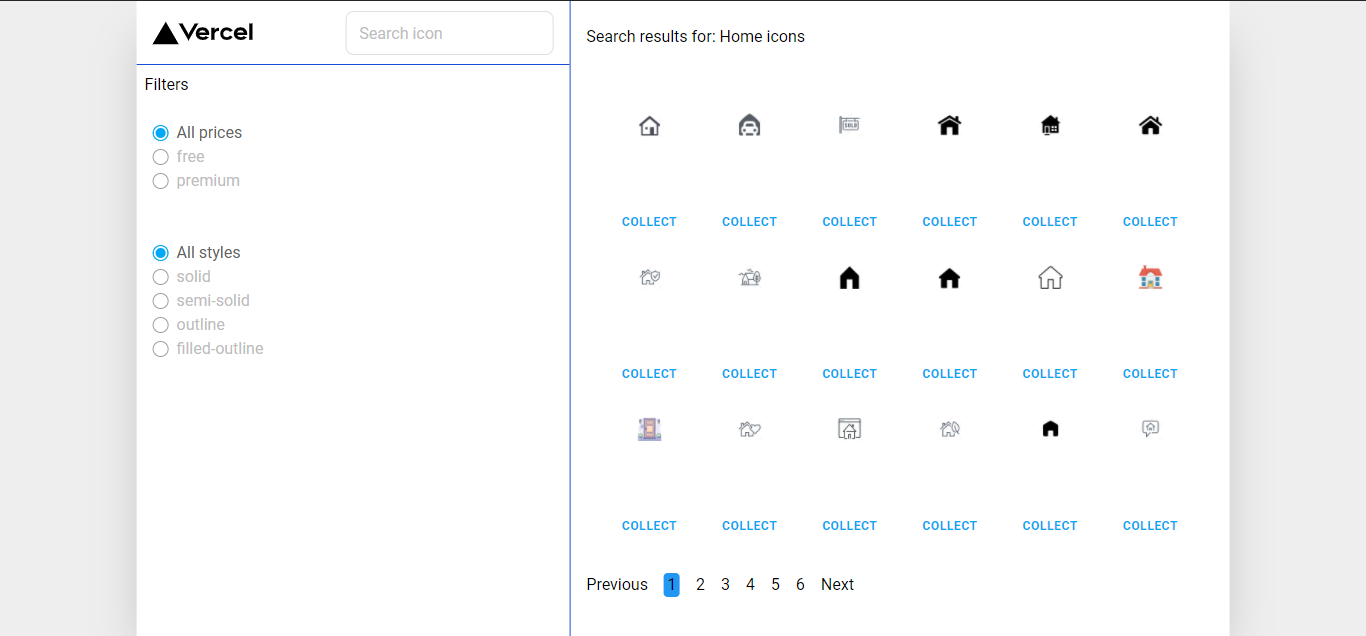 Vercel
Search icon
Filters
All prices
free
premium
All styles
solid
semi-solid
outline
filled-outline
Search results for: Home icons
SOLD
COLLECT COLLECT COLLECT COLLECT COLLECT COLLECT
COLLECT COLLECT COLLECT COLLECT COLLECT COLLECT
COLLECT COLLECT COLLECT COLLECT COLLECT COLLECT
Previous 1 2 3 4 5 6 Next